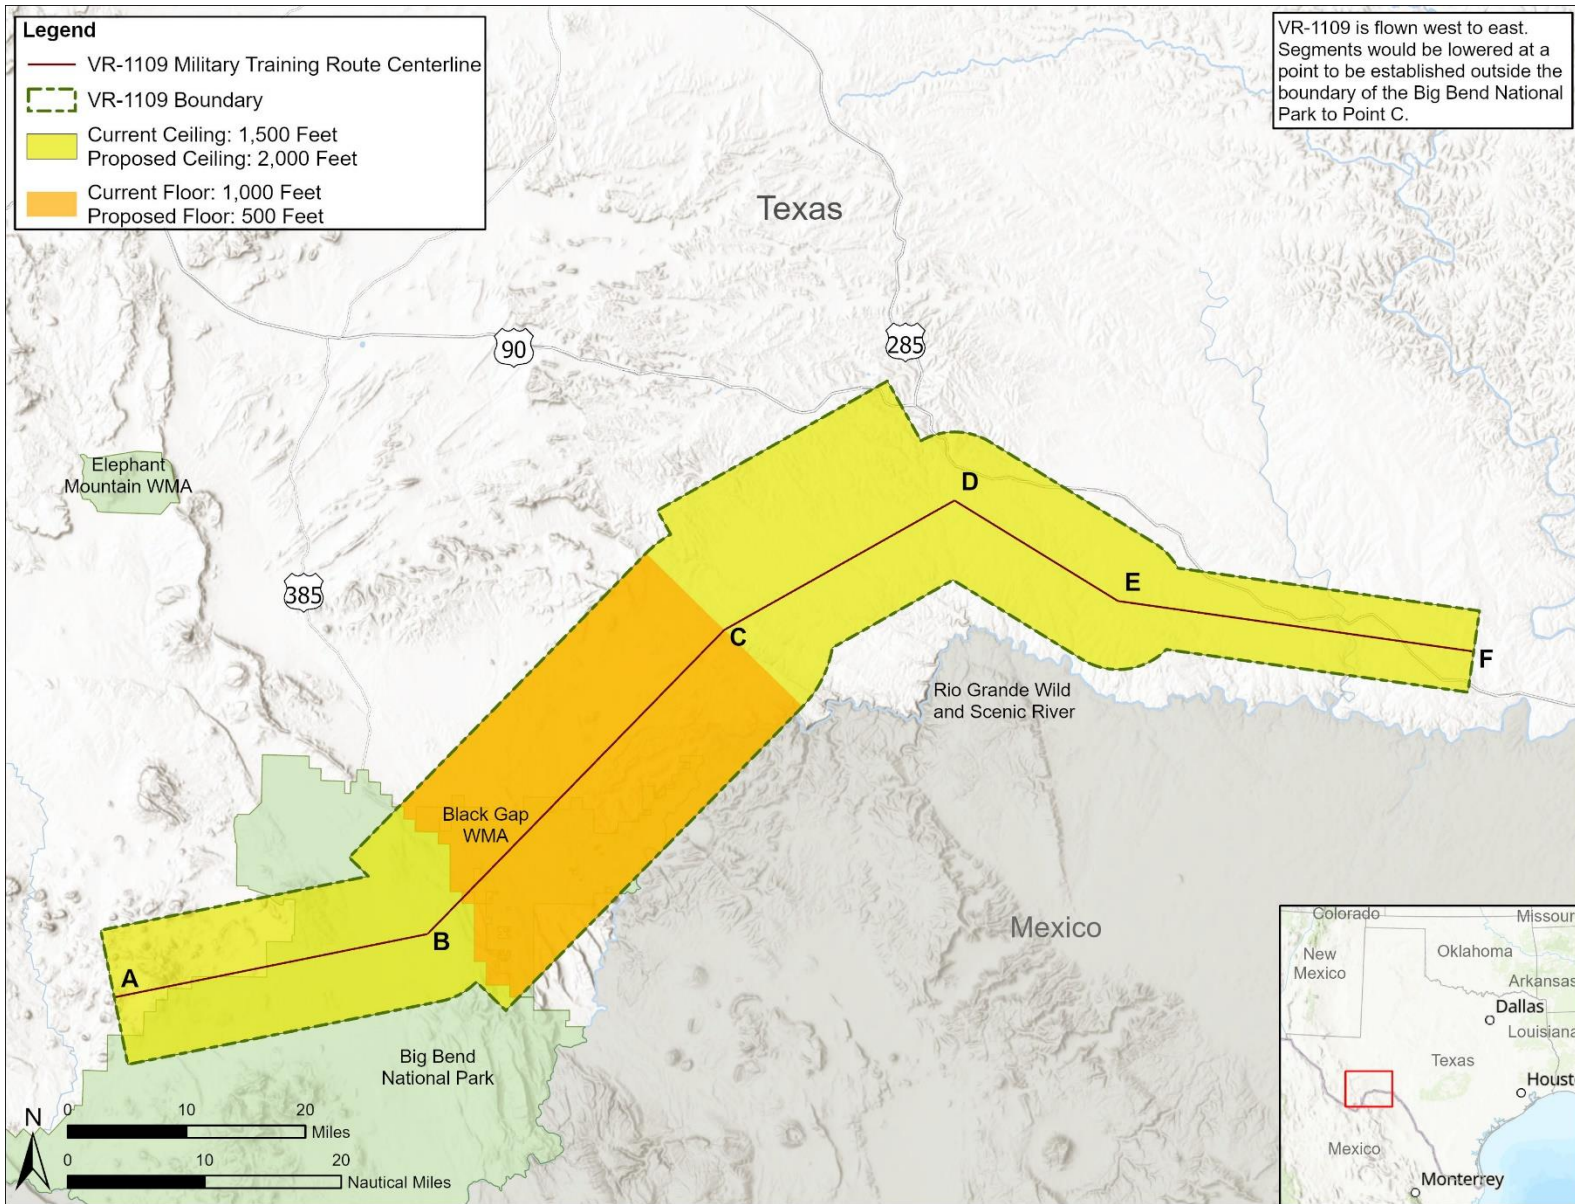 Legend
VR-1109 Military Training Route Centerline
VR-1109 Boundary
Current Ceiling: 1,500 Feet
Proposed Ceiling: 2,000 Feet
Current Floor: 1,000 Feet
Proposed Floor: 500 Feet
VR-1109 is flown west to east.
Segments would be lowered at a
point to be established outside the
boundary of the Big Bend National
Park to Point C.
Texas
90
285
Elephant
Mountain WMA
385
D
E
C
F
Rio Grande Wild
and Scenic River
Black Gap
WMA
B
A
Mexico
Big Bend
National Park
N
0 10 20
Miles
0 10 20
Nautical Miles
Colorado
Missour
New
Mexico
Oklahoma
Arkansas
Dallas
Louisiana
Texas
Houst
Mexico
Monterrey